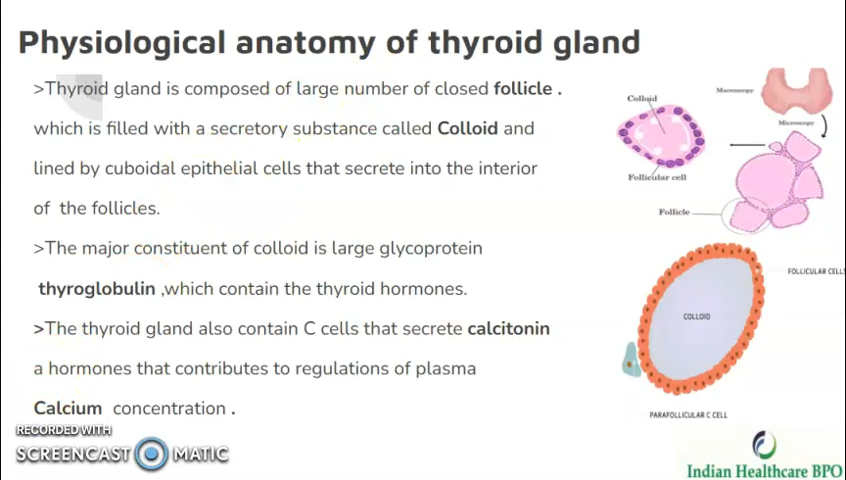 Physiological anatomy of thyroid gland
>Thyroid gland is composed of large number of closed follicle .
which is filled with a secretory substance called Colloid and
lined by cuboidal epithelial cells that secrete into the interior
of the follicles.
>The major constituent of colloid is large glycoprotein
thyroglobulin ,which contain the thyroid hormones.
>The thyroid gland also contain C cells that secrete calcitonin
a hormones that contributes to regulations of plasma
Calcium concentration .
Colloid
Macroscopy
Microscopy
Follicular cell
Follicle
FOLLICULAR CELLS
COLLOID
PARAFOLLICULAR C CELL
RECORDED WITH
SCREENCAST MATIC
Indian Healthcare BPO